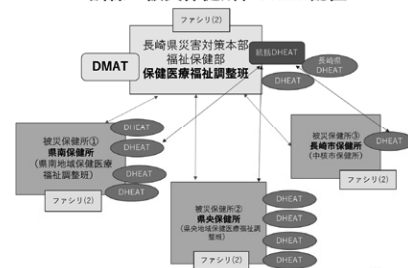 ファシリ(2)
長崎県災害対策本部
福祉保健部
保健医療福祉調整班
DMAT
統括DHEAT
長崎県
DHEAT
DHEAT
被災保健所①
県南保健所
(県南地域保健医療
福祉調整班)
ファシリ(2)
DHEAT
DHEAT
DHEAT
DHEAT
被災保健所②
県央保健所
(県央地域保健医療福祉調整
班)
ファシリ(2)
DHEAT
DHEAT
DHEAT
DHEAT
被災保健所③
長崎市保健所
(中核市保健所)
ファシリ(2)
DHEAT